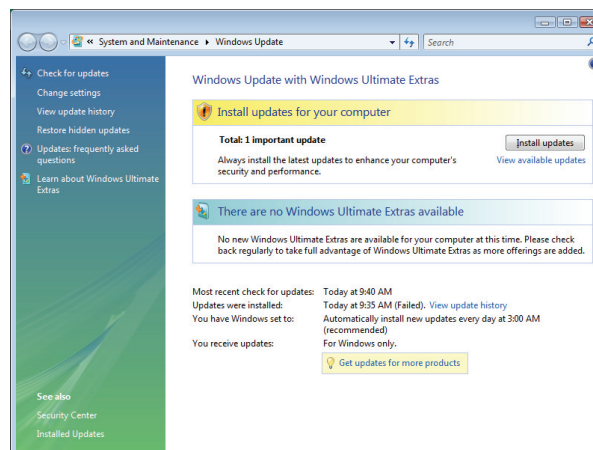 « System and Maintenance ▸ Windows Update
Search
Check for updates
Change settings
View update history
Restore hidden updates
Updates: frequently asked
questions
Learn about Windows Ultimate
Extras
Windows Update with Windows Ultimate Extras
Install updates for your computer
Total: 1 important update
Install updates
Always install the latest updates to enhance your computer's
security and performance.
View available updates
There are no Windows Ultimate Extras available
No new Windows Ultimate Extras are available for your computer at this time. Please check
back regularly to take full advantage of Windows Ultimate Extras as more offerings are added.
Most recent check for updates: Today at 9:40 AM
Updates were installed: Today at 9:35 AM (Failed). View update history
You have Windows set to: Automatically install new updates every day at 3:00 AM
(recommended)
You receive updates: For Windows only.
Get updates for more products
See also
Security Center
Installed Updates